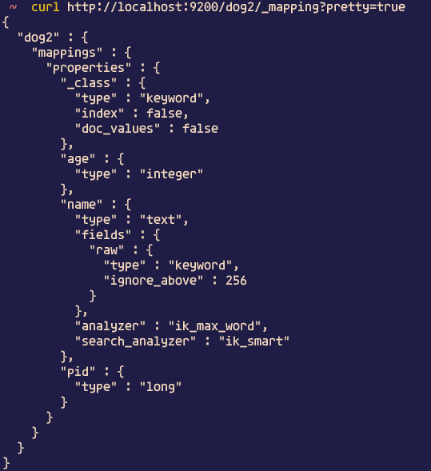 ~ curl http://localhost:9200/dog2/_mapping?pretty=true
{
  "dog2" : {
    "mappings" : {
      "properties" : {
        "_class" : {
          "type" : "keyword",
          "index" : false,
          "doc_values" : false
        },
        "age" : {
          "type" : "integer"
        },
        "name" : {
          "type" : "text",
          "fields" : {
            "raw" : {
              "type" : "keyword",
              "ignore_above" : 256
            }
          },
          "analyzer" : "ik_max_word",
          "search_analyzer" : "ik_smart"
        },
        "pid" : {
          "type" : "long"
        }
      }
    }
  }
}